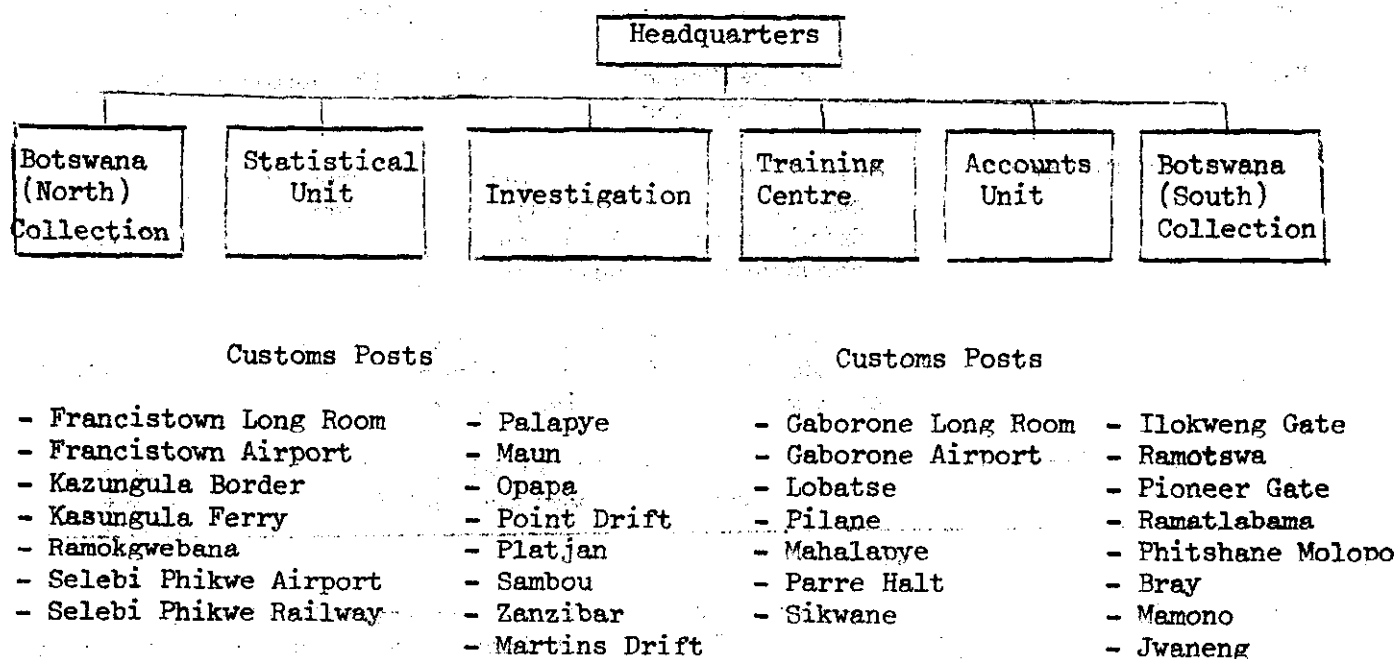 Headquarters
Botswana
(North)
Collection
Statistical
Unit
Investigation
Training
Centre
Accounts
Unit
Botswana
(South)
Collection
Customs Posts
- Francistown Long Room
- Francistown Airport
- Kazungula Border
- Kasungula Ferry
- Ramokgwebana
- Selebi Phikwe Airport
- Selebi Phikwe Railway
- Palapye
- Maun
- Opapa
- Point Drift
- Platjan
- Sambou
- Zanzibar
- Martins Drift
Customs Posts
- Gaborone Long Room
- Gaborone Airport
- Lobatse
- Pilane
- Mahalapye
- Parre Halt
- Sikwane
- Ilokweng Gate
- Ramotswa
- Pioneer Gate
- Ramatlabama
- Phitshane Molopo
- Bray
- Mamono
- Jwaneng